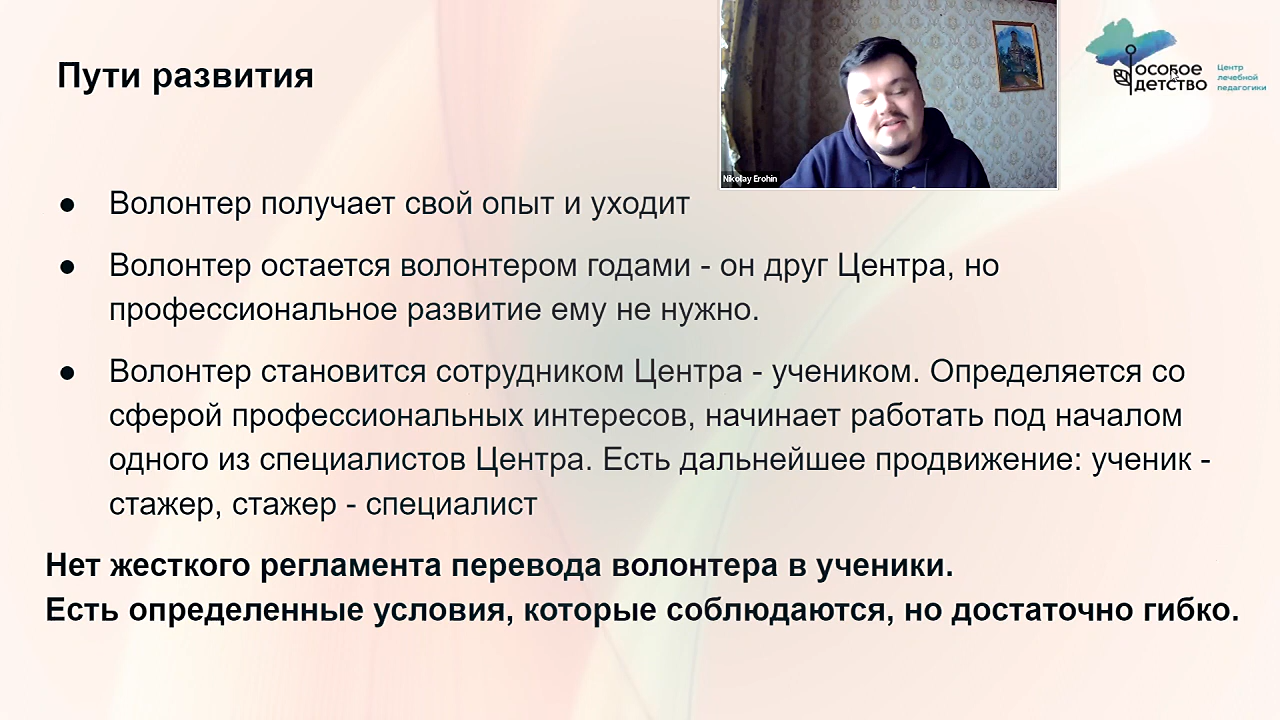 Пути развития
Nikolay Erohin
особое
детство
Центр
лечебной
педагогики
● Волонтер получает свой опыт и уходит
● Волонтер остается волонтером годами - он друг Центра, но
профессиональное развитие ему не нужно.
● Волонтер становится сотрудником Центра - учеником. Определяется со
сферой профессиональных интересов, начинает работать под началом
одного из специалистов Центра. Есть дальнейшее продвижение: ученик -
стажер, стажер - специалист
Нет жесткого регламента перевода волонтера в ученики.
Есть определенные условия, которые соблюдаются, но достаточно гибко.